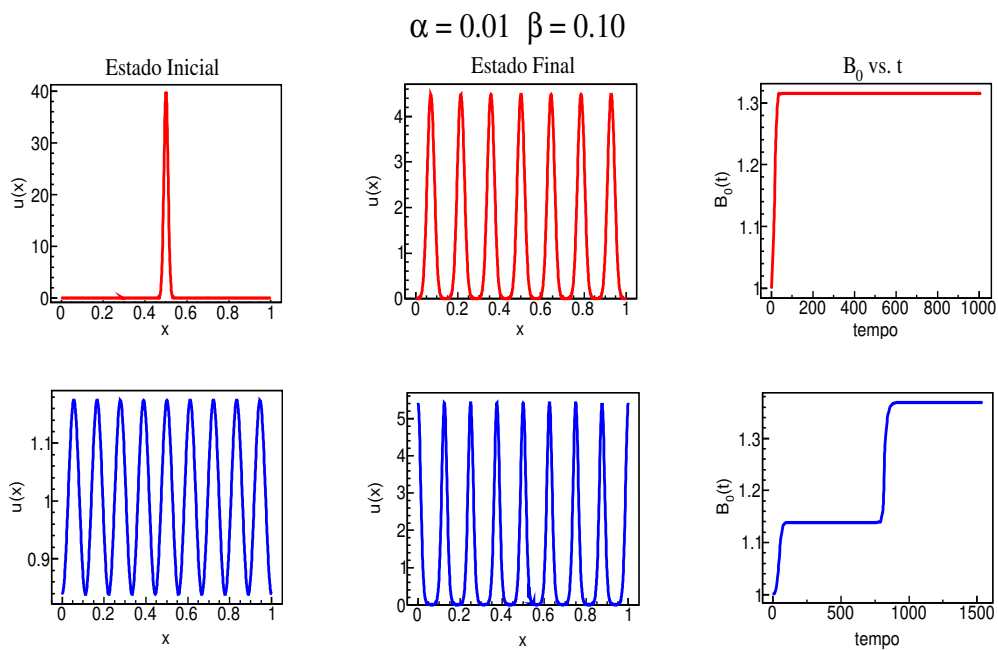 α = 0.01 β = 0.10
Estado Inicial
Estado Final
B₀ vs. t
u(x)
40
30
20
10
0
0 0.2 0.4 0.6 0.8 1
x
u(x)
4
3
2
1
0
0 0.2 0.4 0.6 0.8 1
x
B₀(t)
1.3
1.2
1.1
1
0 200 400 600 800 1000
tempo
u(x)
1.1
1
0.9
0 0.2 0.4 0.6 0.8 1
x
u(x)
5
4
3
2
1
0
0 0.2 0.4 0.6 0.8 1
x
B₀(t)
1.3
1.2
1.1
1
0 500 1000 1500
tempo